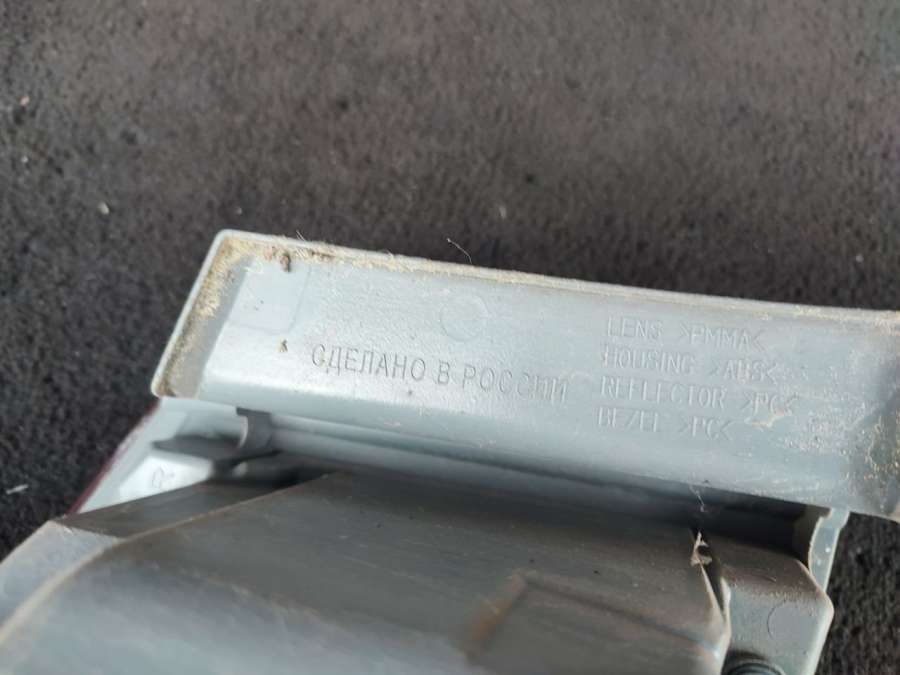 СДЕЛАНО В РОССИИ
LENS >PMMA<
HOUSING >ABS<
REFLECTOR >PC<
BEZEL >PC<